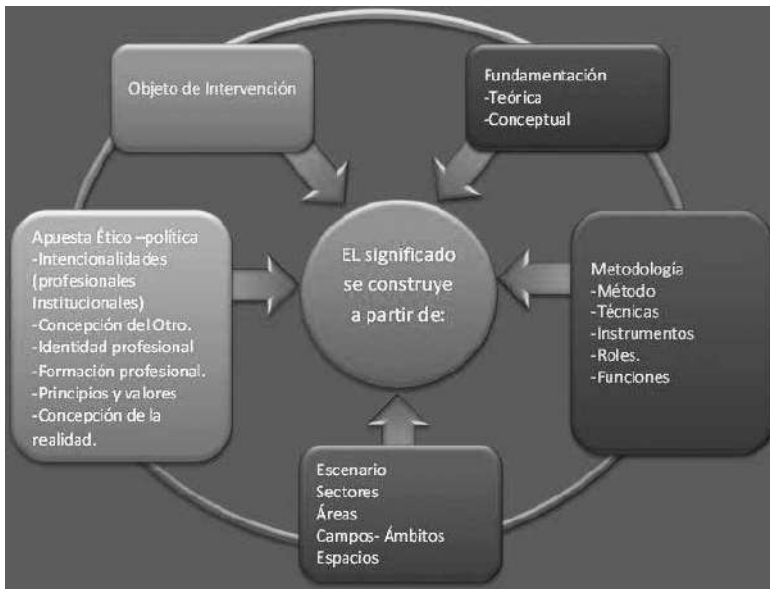 Objeto de Intervención
Fundamentación
-Teórica
-Conceptual
Apuesta Ético –política
-Intencionalidades
(profesionales
Institucionales)
-Concepción del Otro.
-Identidad profesional
-Formación profesional.
-Principios y valores
-Concepción de la
realidad.
EL significado
se construye
a partir de:
Metodología
-Método
-Técnicas
-Instrumentos
-Roles.
-Funciones
Escenario
Sectores
Áreas
Campos- Ámbitos
Espacios